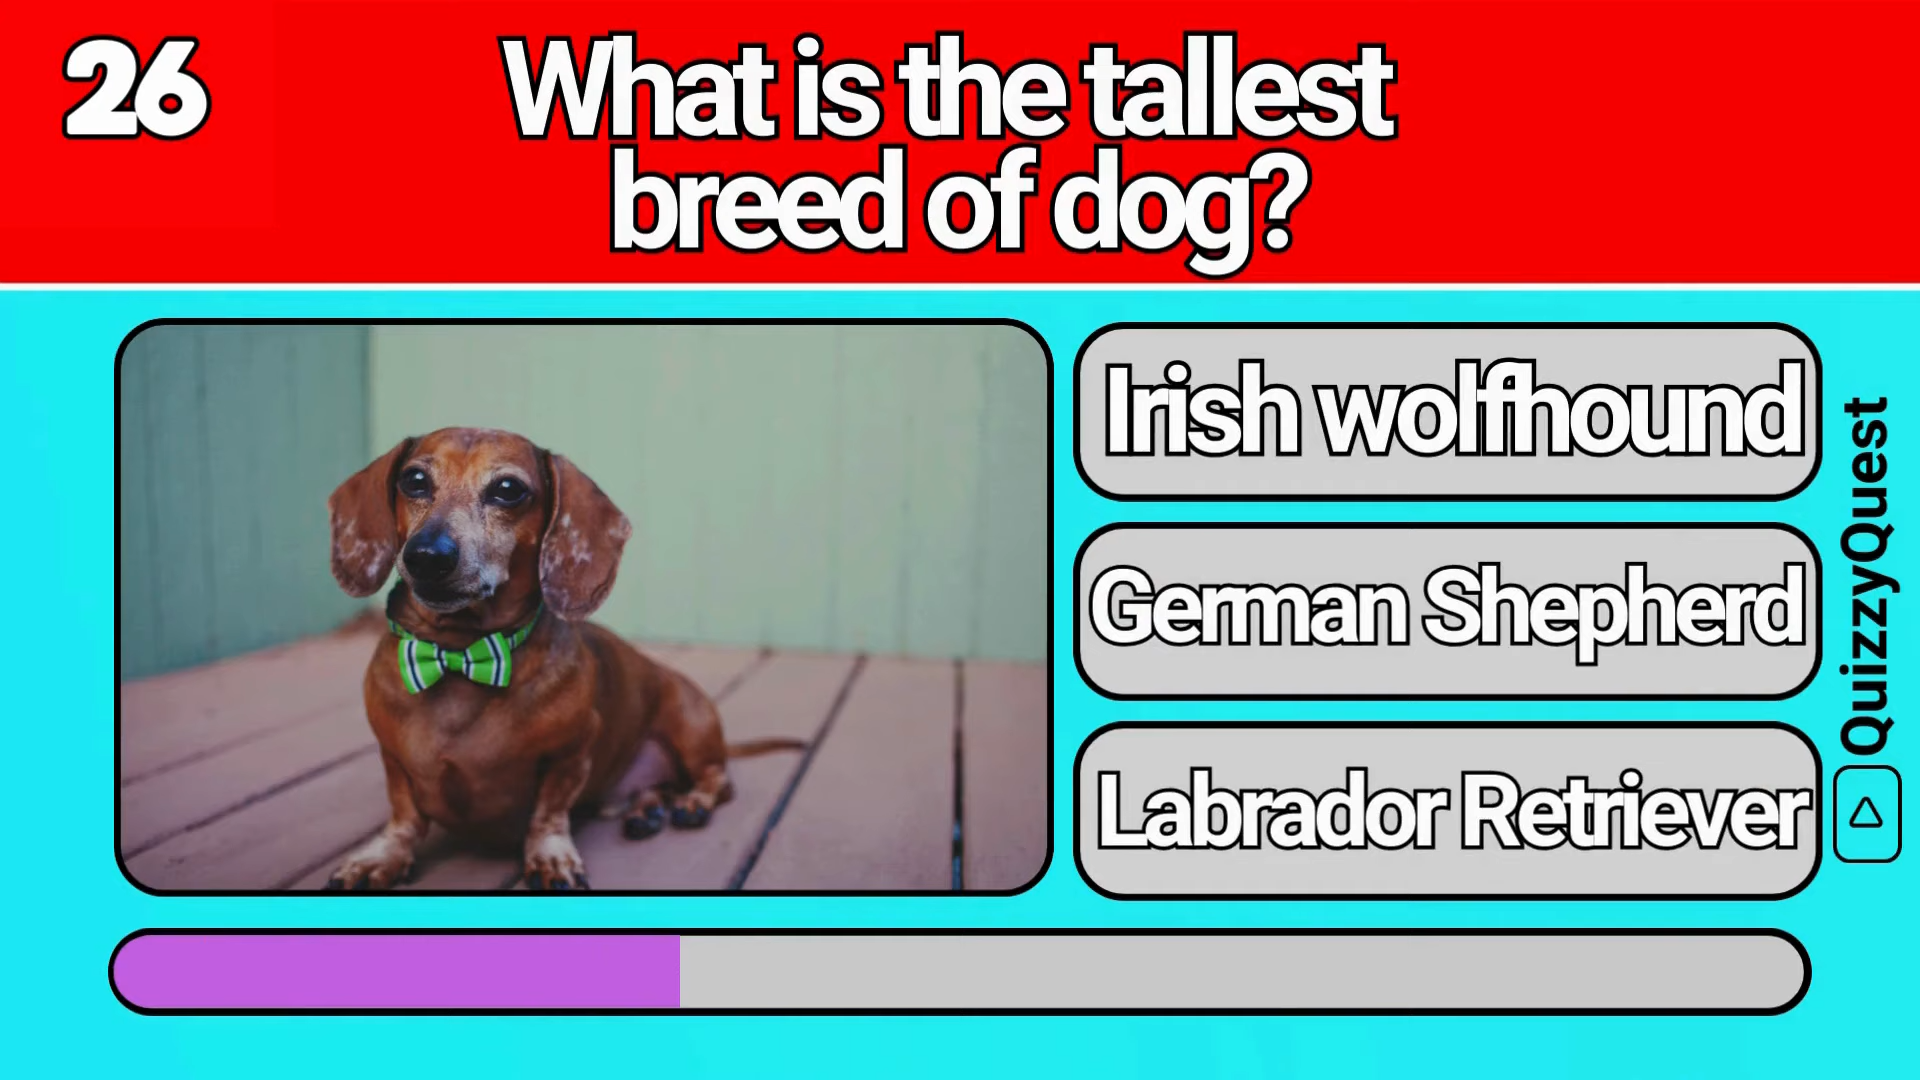 26
What is the tallest
breed of dog?
Irish wolfhound
German Shepherd
Labrador Retriever
QuizzyQuest